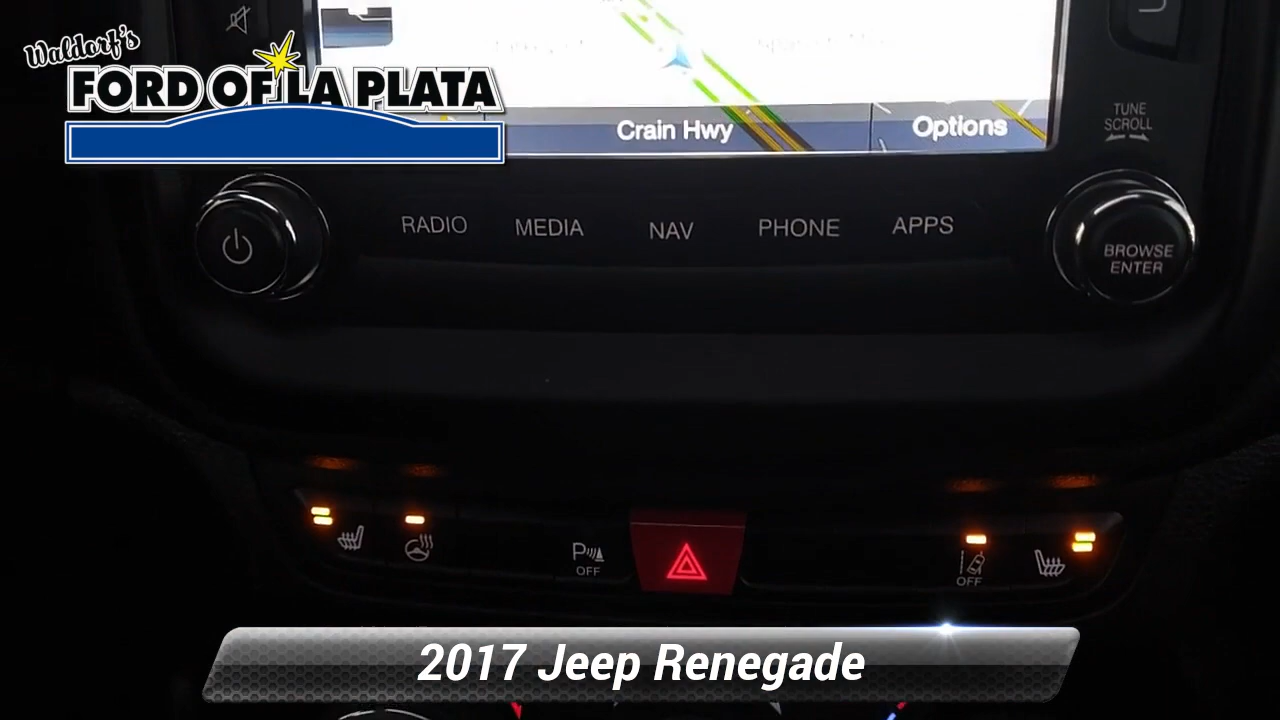 Waldorf's
FORD OF LA PLATA
Crain Hwy
Options
TUNE
SCROLL
RADIO
MEDIA
NAV
PHONE
APPS
BROWSE
ENTER
P
OFF
OFF
2017 Jeep Renegade